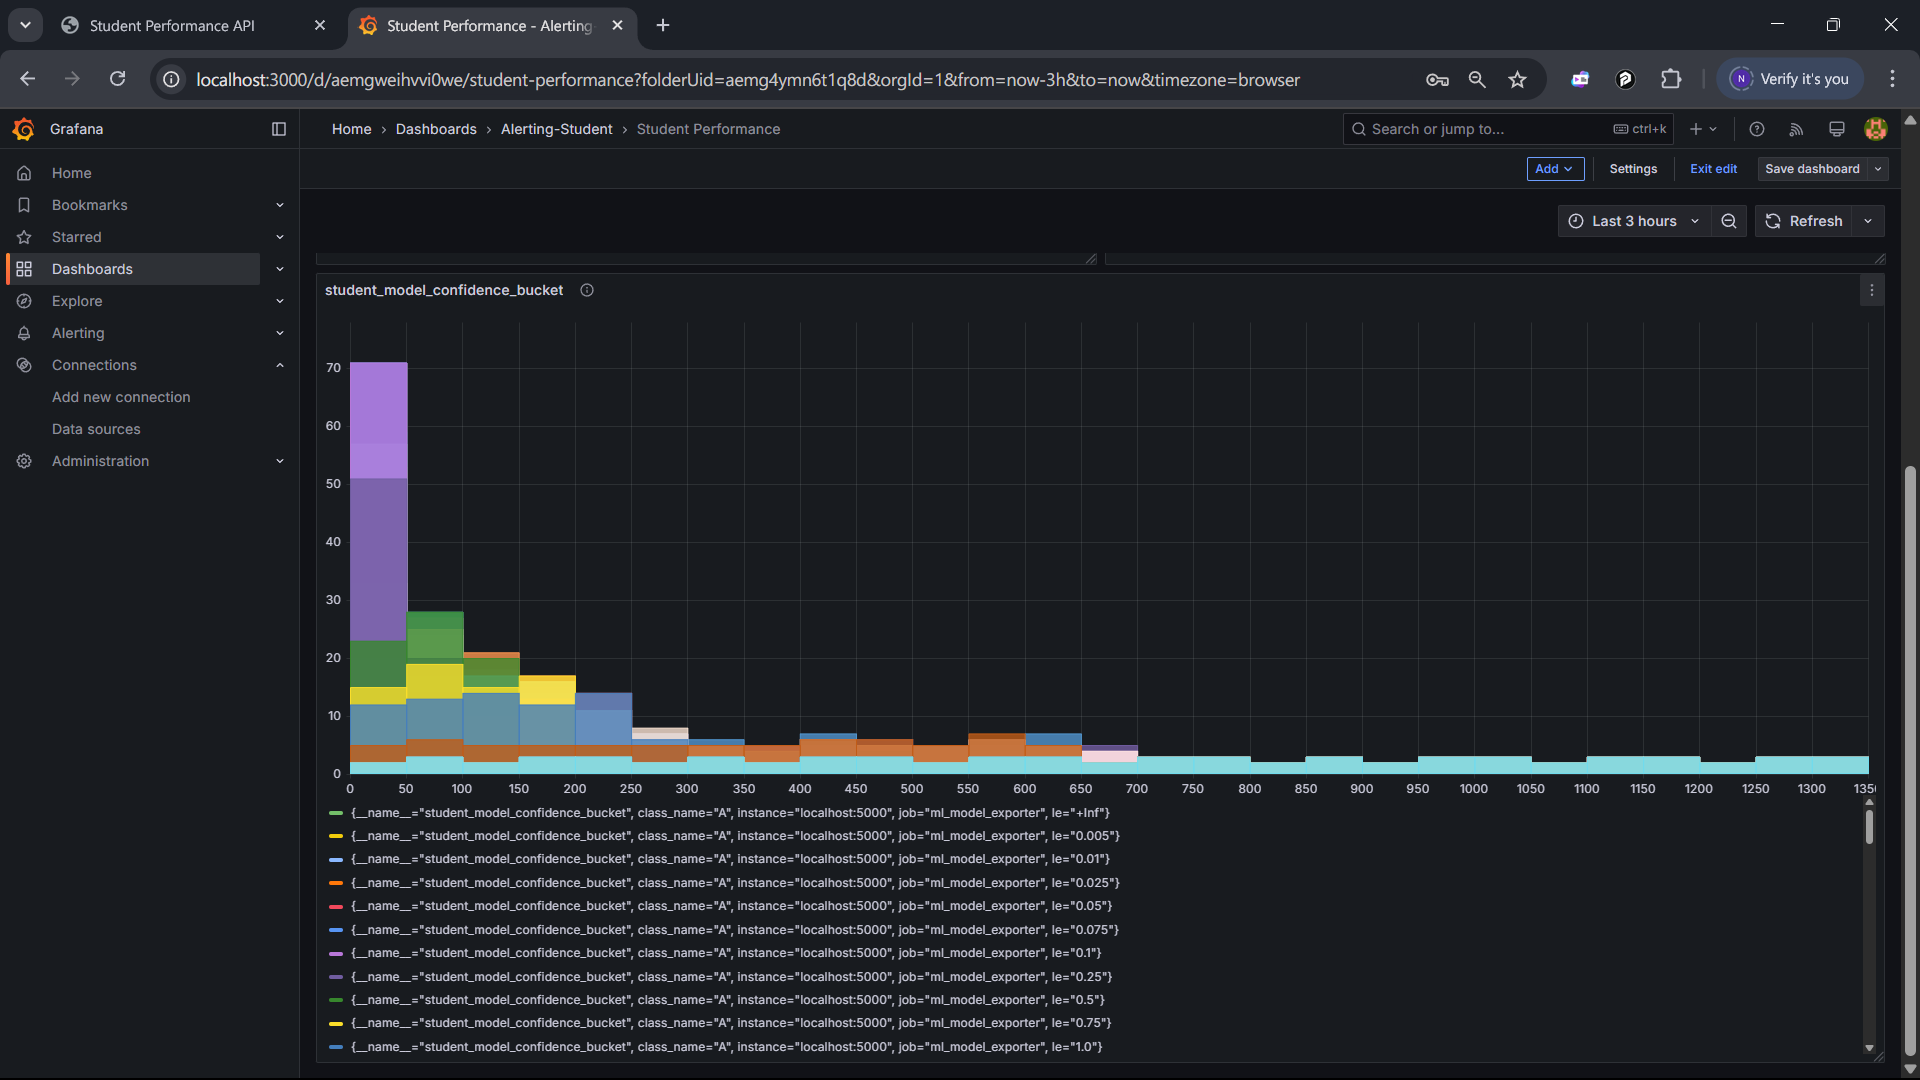 Student Performance API
Student Performance - Alerting
localhost:3000/d/aemgweihvvi0we/student-performance?folderUid=aemg4ymn6t1q8d&orgId=1&from=now-3h&to=now&timezone=browser
N
Verify it's you
Grafana
Home › Dashboards › Alerting-Student › Student Performance
Search or jump to...
ctrl+k
Home
Bookmarks
Starred
Dashboards
Explore
Alerting
Connections
Add new connection
Data sources
Administration
Add
Settings
Exit edit
Save dashboard
Last 3 hours
Refresh
student_model_confidence_bucket
70
60
50
40
30
20
10
0
0 50 100 150 200 250 300 350 400 450 500 550 600 650 700 750 800 850 900 950 1000 1050 1100 1150 1200 1250 1300 135
{__name__="student_model_confidence_bucket", class_name="A", instance="localhost:5000", job="ml_model_exporter", le="+Inf"}
{__name__="student_model_confidence_bucket", class_name="A", instance="localhost:5000", job="ml_model_exporter", le="0.005"}
{__name__="student_model_confidence_bucket", class_name="A", instance="localhost:5000", job="ml_model_exporter", le="0.01"}
{__name__="student_model_confidence_bucket", class_name="A", instance="localhost:5000", job="ml_model_exporter", le="0.025"}
{__name__="student_model_confidence_bucket", class_name="A", instance="localhost:5000", job="ml_model_exporter", le="0.05"}
{__name__="student_model_confidence_bucket", class_name="A", instance="localhost:5000", job="ml_model_exporter", le="0.075"}
{__name__="student_model_confidence_bucket", class_name="A", instance="localhost:5000", job="ml_model_exporter", le="0.1"}
{__name__="student_model_confidence_bucket", class_name="A", instance="localhost:5000", job="ml_model_exporter", le="0.25"}
{__name__="student_model_confidence_bucket", class_name="A", instance="localhost:5000", job="ml_model_exporter", le="0.5"}
{__name__="student_model_confidence_bucket", class_name="A", instance="localhost:5000", job="ml_model_exporter", le="0.75"}
{__name__="student_model_confidence_bucket", class_name="A", instance="localhost:5000", job="ml_model_exporter", le="1.0"}